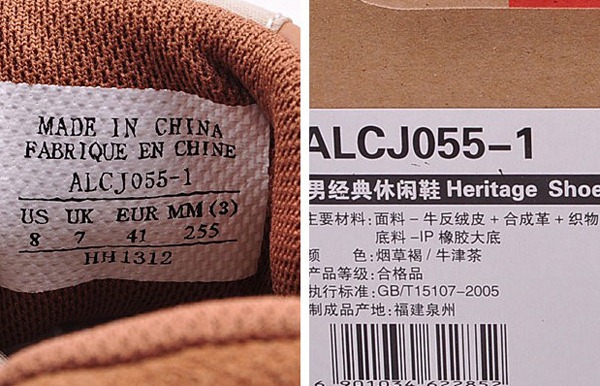 MADE IN CHINA
FABRIQUE EN CHINE
ALCJ055-1
US UK EUR MM (3)
8 7 41 255
HH1312
ALCJ055-1
男经典休闲鞋 Heritage Shoe
主要材料: 面料-牛反绒皮+合成革+织物
底料-IP 橡胶大底
颜 色: 烟草褐/牛津茶
产品等级: 合格品
执行标准: GB/T15107-2005
制成品产地: 福建泉州
6 901034 622852